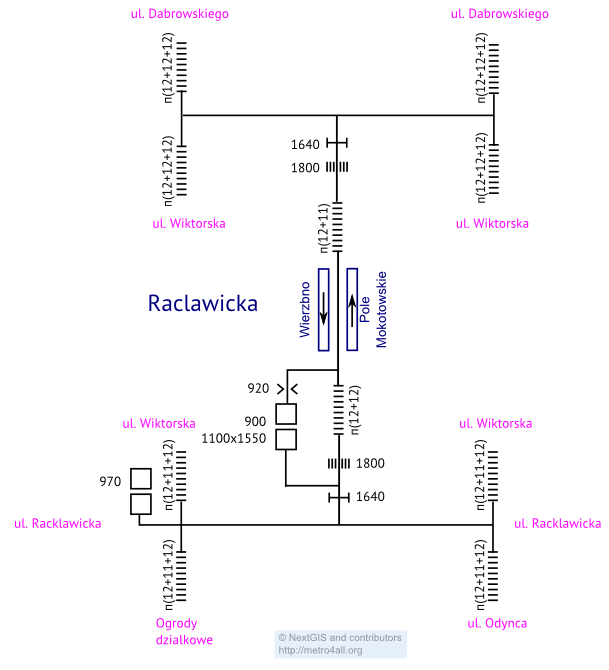 ul. Dabrowskiego
ul. Dabrowskiego
п(12+12+12)
п(12+12+12)
1640
1800
п(12+12+12)
п(12+12+12)
ul. Wiktorska
ul. Wiktorska
п(12+11)
Raclawicka
Wierzbno
Pole
Mokotowskie
920
900
1100x1550
п(12+12)
ul. Wiktorska
ul. Wiktorska
1800
970
п(12+11+12)
п(12+11+12)
1640
ul. Racklawicka
ul. Racklawicka
п(12+11+12)
п(12+11+12)
Ogrody
dzialkowe
ul. Odynca
© NextGIS and contributors
http://metro4all.org